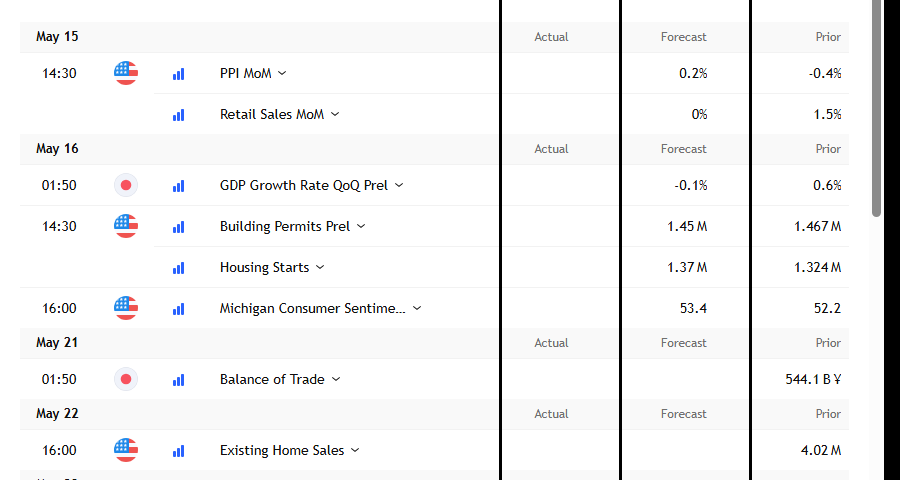 May 15 Actual Forecast Prior
14:30 PPI MoM 0.2% -0.4%
Retail Sales MoM 0% 1.5%
May 16 Actual Forecast Prior
01:50 GDP Growth Rate QoQ Prel -0.1% 0.6%
14:30 Building Permits Prel 1.45 M 1.467 M
Housing Starts 1.37 M 1.324 M
16:00 Michigan Consumer Sentime... 53.4 52.2
May 21 Actual Forecast Prior
01:50 Balance of Trade 544.1 B ¥
May 22 Actual Forecast Prior
16:00 Existing Home Sales 4.02 M